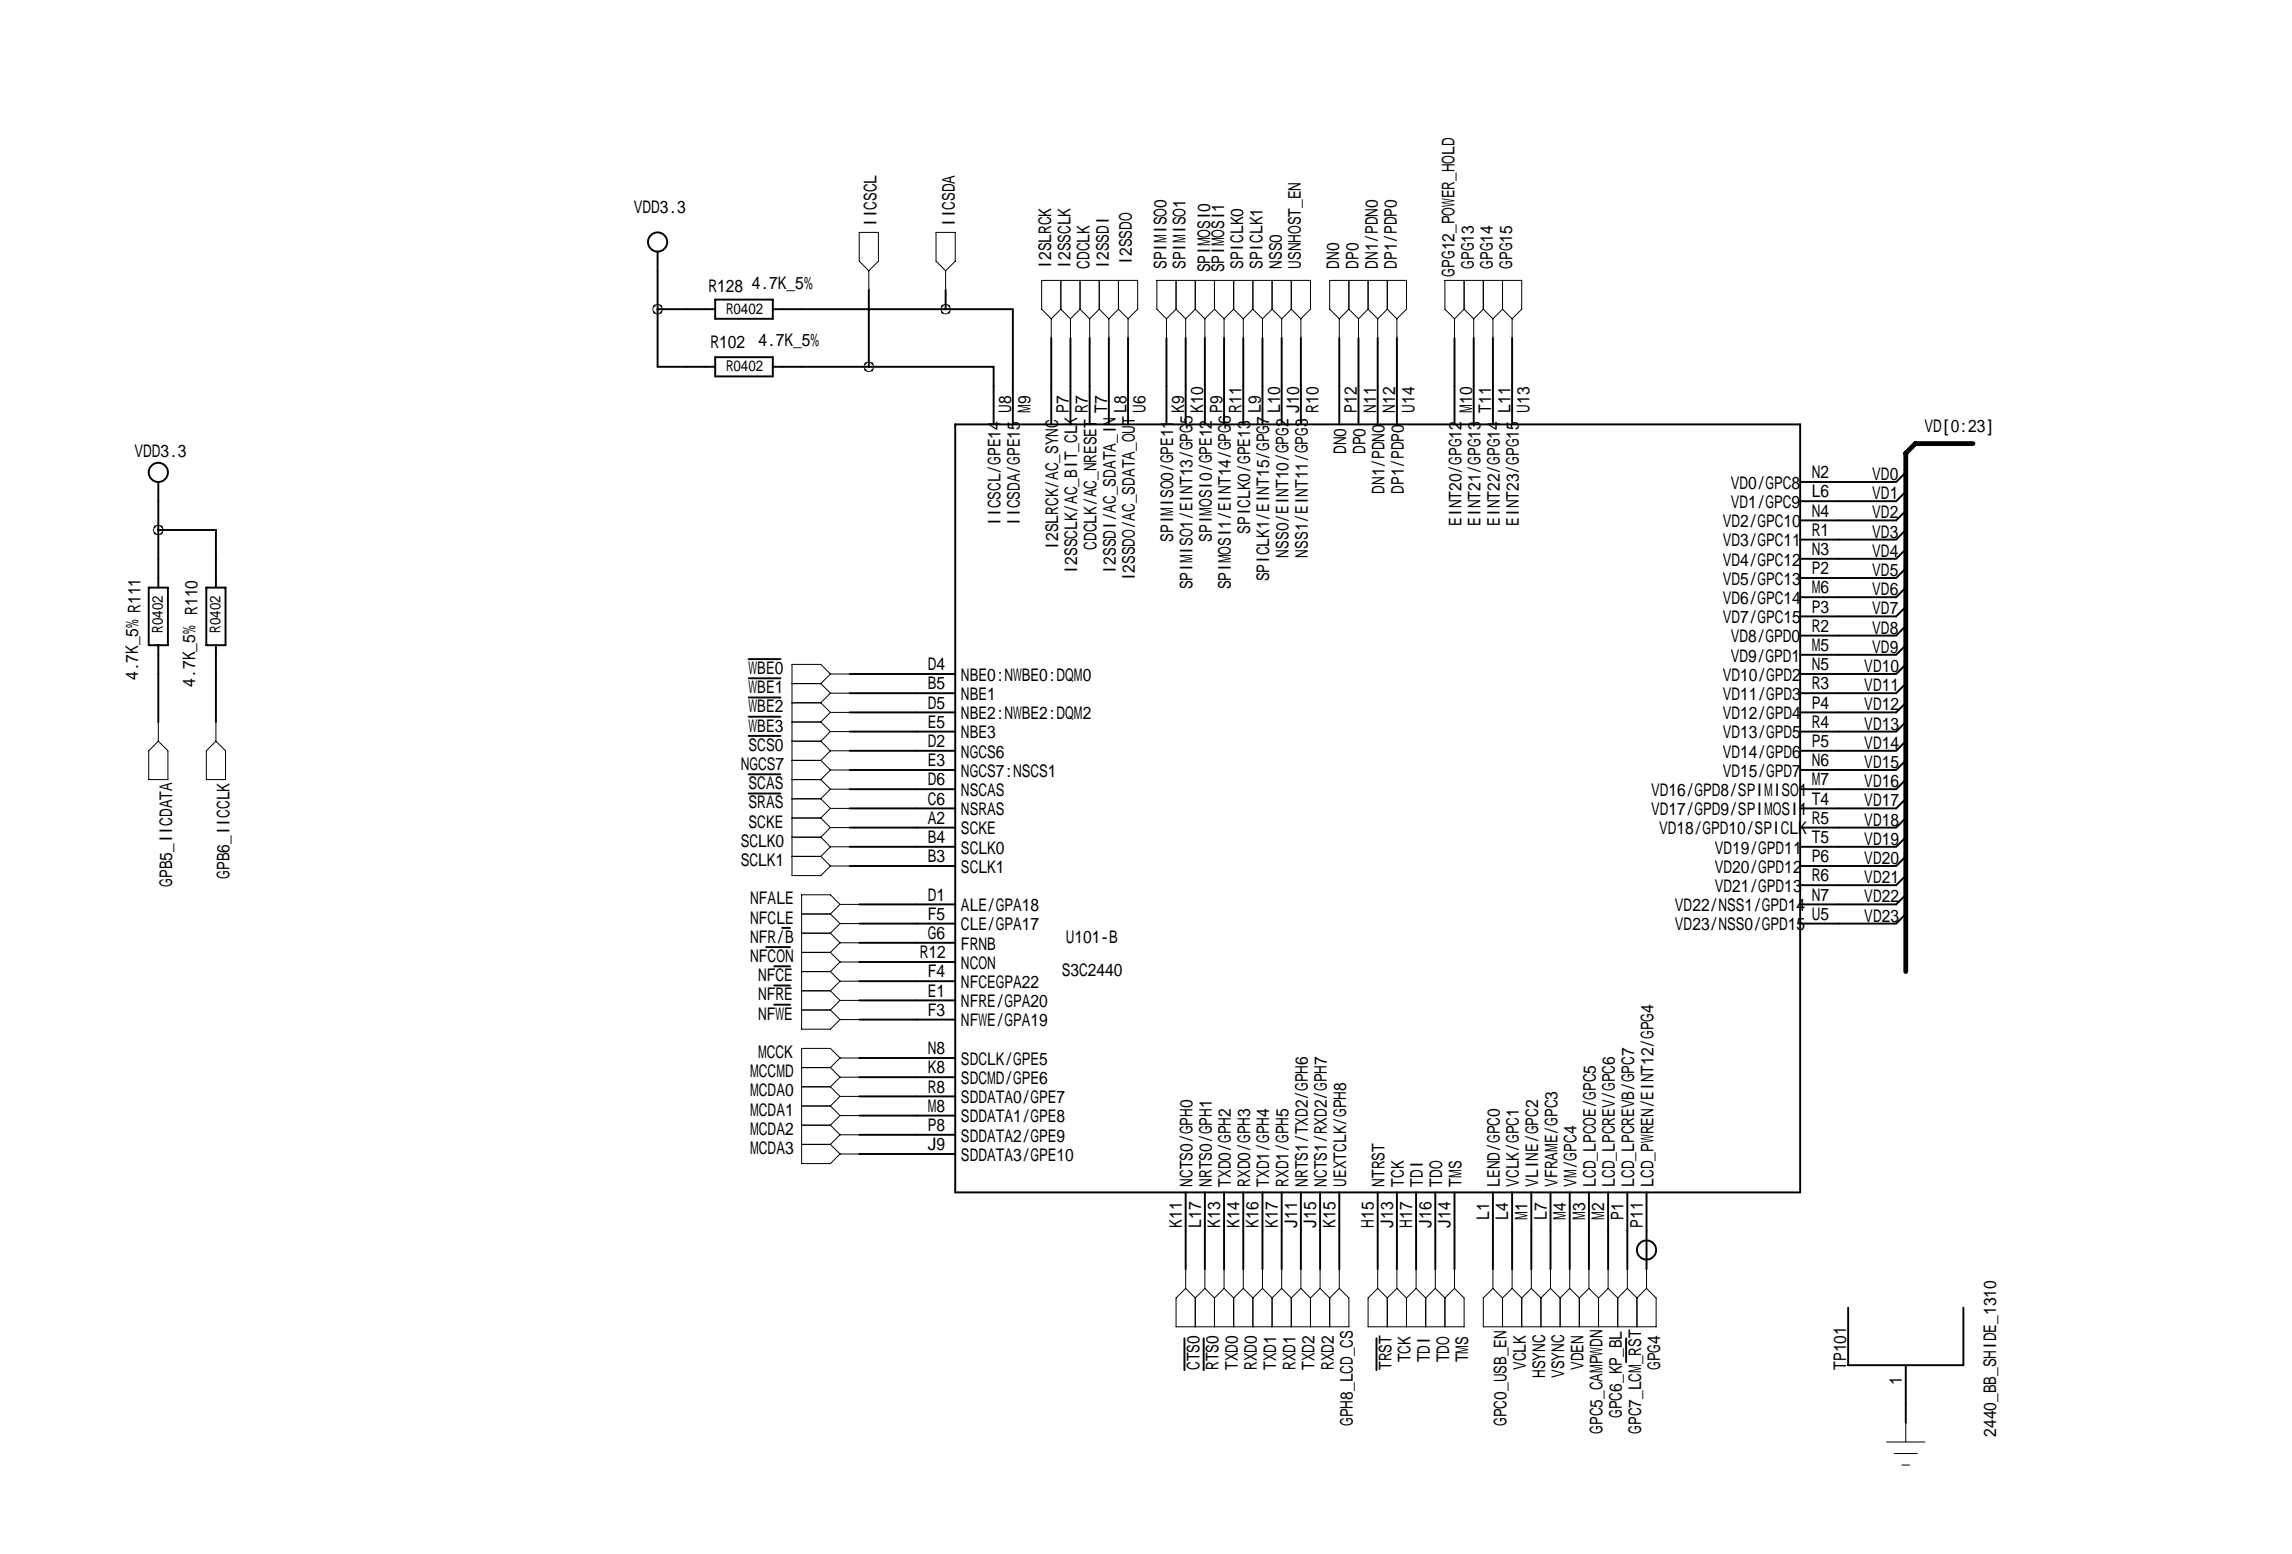 VDD3.3
IICSCL
IICSDA
R128 4.7K_5%
R0402
R102 4.7K_5%
R0402
I2SLRCK
I2SSCLK
CDCLK
I2SSDI
I2SSDO
SPIMISO0
SPIMISO1
SPIMOSI0
SPIMOSI1
SPICLK0
SPICLK1
NSS0
USNHOST_EN
DN0
DP0
DN1/PDN0
DP1/PDP0
GPG12_POWER_HOLD
GPG13
GPG14
GPG15
U8
M9
P7
R7
T7
L8
U6
K9
K10
P9
R11
L9
L10
J10
R10
P12
N11
N12
U14
M10
T11
L11
U13
IICSCL/GPE14
IICSDA/GPE15
I2SLRCK/AC_SYNC
I2SSCLK/AC_BIT_CLK
CDCLK/AC_NRESET
I2SSDI/AC_SDATA_IN
I2SSDO/AC_SDATA_OUT
SPIMISO0/GPE11
SPIMISO1/EINT13/GPG5
SPIMOSI0/GPE12
SPIMOSI1/EINT14/GPG6
SPICLK0/GPE13
SPICLK1/EINT15/GPG7
NSS0/EINT10/GPG2
NSS1/EINT11/GPG3
DN0
DP0
DN1/PDN0
DP1/PDP0
EINT20/GPG12
EINT21/GPG13
EINT22/GPG14
EINT23/GPG15
VDD3.3
4.7K_5% R111
R0402
4.7K_5% R110
R0402
GPB5_IICDATA
GPB6_IICCLK
VD[0:23]
VD0/GPC8 N2 VD0
VD1/GPC9 L6 VD1
VD2/GPC10 N4 VD2
VD3/GPC11 R1 VD3
VD4/GPC12 N3 VD4
VD5/GPC13 P2 VD5
VD6/GPC14 M6 VD6
VD7/GPC15 P3 VD7
VD8/GPD0 R2 VD8
VD9/GPD1 M5 VD9
VD10/GPD2 N5 VD10
VD11/GPD3 R3 VD11
VD12/GPD4 P4 VD12
VD13/GPD5 R4 VD13
VD14/GPD6 P5 VD14
VD15/GPD7 N6 VD15
VD16/GPD8/SPIMISO1 M7 VD16
VD17/GPD9/SPIMOSI1 T4 VD17
VD18/GPD10/SPICLK R5 VD18
VD19/GPD11 T5 VD19
VD20/GPD12 P6 VD20
VD21/GPD13 R6 VD21
VD22/NSS1/GPD14 N7 VD22
VD23/NSS0/GPD15 U5 VD23
WBE0 D4 NBE0:NWBE0:DQM0
WBE1 B5 NBE1
WBE2 D5 NBE2:NWBE2:DQM2
WBE3 E5 NBE3
SCS0 D2 NGCS6
NGCS7 E3 NGCS7:NSCS1
SCAS D6 NSCAS
SRAS C6 NSRAS
SCKE A2 SCKE
SCLK0 B4 SCLK0
SCLK1 B3 SCLK1
NFALE D1 ALE/GPA18
NFCLE F5 CLE/GPA17
NFR/B G6 FRNB
NFCON R12 NCON
NFCE F4 NFCEGPA22
NFRE E1 NFRE/GPA20
NFWE F3 NFWE/GPA19
U101-B
S3C2440
MCCK N8 SDCLK/GPE5
MCCMD K8 SDCMD/GPE6
MCDA0 R8 SDDATA0/GPE7
MCDA1 M8 SDDATA1/GPE8
MCDA2 P8 SDDATA2/GPE9
MCDA3 J9 SDDATA3/GPE10
NCTS0/GPH0
NRTS0/GPH1
TXD0/GPH2
RXD0/GPH3
TXD1/GPH4
RXD1/GPH5
NRTS1/TXD2/GPH6
NCTS1/RXD2/GPH7
UEXTCLK/GPH8
NTRST
TCK
TDI
TDO
TMS
LEND/GPC0
VCLK/GPC1
VLINE/GPC2
VFRAME/GPC3
VM/GPC4
LCD_LPCOE/GPC5
LCD_LPCREV/GPC6
LCD_LPCREVB/GPC7
LCD_PWREN/EINT12/GPG4
K11
L17
K13
K14
K16
K17
J11
J15
K15
H15
J13
H17
J16
J14
L1
L4
M1
L7
M4
M3
M2
P1
P11
CTS0
RTS0
TXD0
RXD0
TXD1
RXD1
TXD2
RXD2
GPH8_LCD_CS
TRST
TCK
TDI
TDO
TMS
GPC0_USB_EN
VCLK
HSYNC
VSYNC
VDEN
GPC5_CAMPWDN
GPC6_KP_BL
GPC7_LCM_RST
GPG4
TP101
1
2440_BB_SHIDE_1310